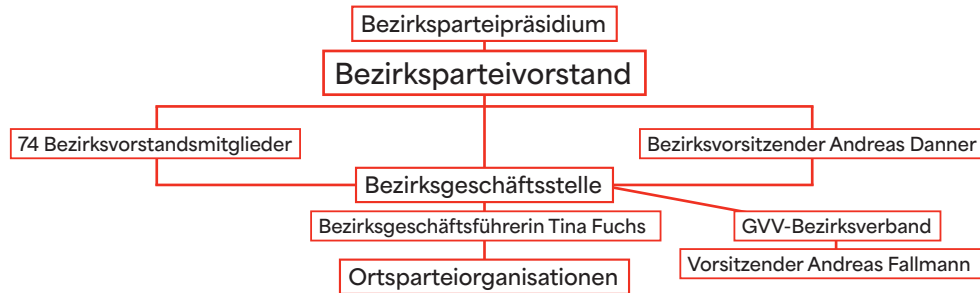 Bezirksparteipräsidium
Bezirksparteivorstand
74 Bezirksvorstandsmitglieder
Bezirksvorsitzender Andreas Danner
Bezirksgeschäftsstelle
Bezirksgeschäftsführerin Tina Fuchs
GVV-Bezirksverband
Vorsitzender Andreas Fallmann
Ortsparteiorganisationen